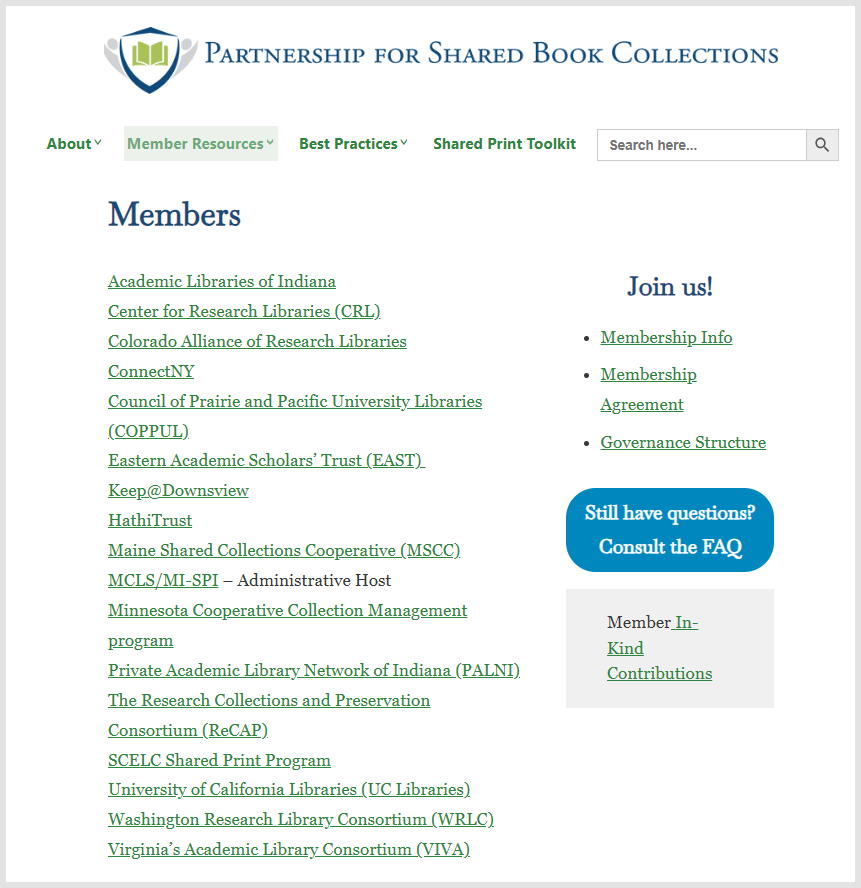 Partnership for Shared Book Collections
About
Member Resources
Best Practices
Shared Print Toolkit
Search here...
Members
Academic Libraries of Indiana
Center for Research Libraries (CRL)
Colorado Alliance of Research Libraries
ConnectNY
Council of Prairie and Pacific University Libraries
(COPPUL)
Eastern Academic Scholars’ Trust (EAST)
Keep@Downsview
HathiTrust
Maine Shared Collections Cooperative (MSCC)
MCLS/MI-SPI – Administrative Host
Minnesota Cooperative Collection Management
program
Private Academic Library Network of Indiana (PALNI)
The Research Collections and Preservation
Consortium (ReCAP)
SCELC Shared Print Program
University of California Libraries (UC Libraries)
Washington Research Library Consortium (WRLC)
Virginia’s Academic Library Consortium (VIVA)
Join us!
Membership Info
Membership
Agreement
Governance Structure
Still have questions?
Consult the FAQ
Member In-
Kind
Contributions